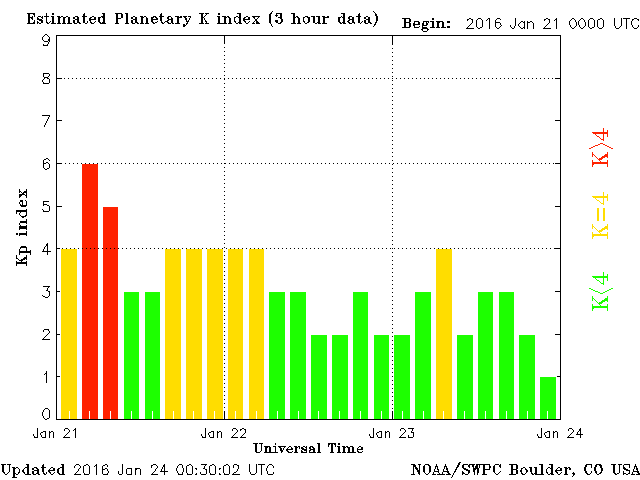 Estimated Planetary K index (3 hour data) Begin: 2016 Jan 21 0000 UTC
9
8
7
6
5
4
3
2
1
0
Kp index
K>4
K=4
K<4
Jan 21 Jan 22 Jan 23 Jan 24
Universal Time
Updated 2016 Jan 24 00:30:02 UTC NOAA/SWPC Boulder, CO USA